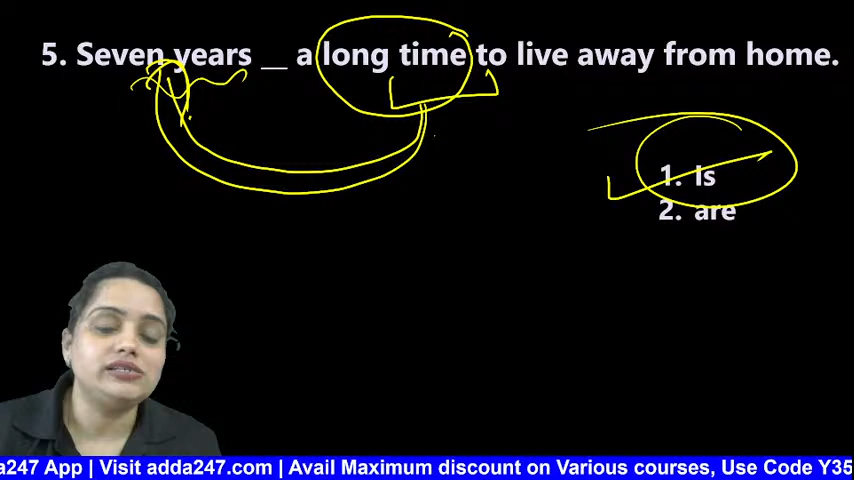 5. Seven years __ a long time to live away from home.
1. Is
2. are
a247 App | Visit adda247.com | Avail Maximum discount on Various courses, Use Code Y35